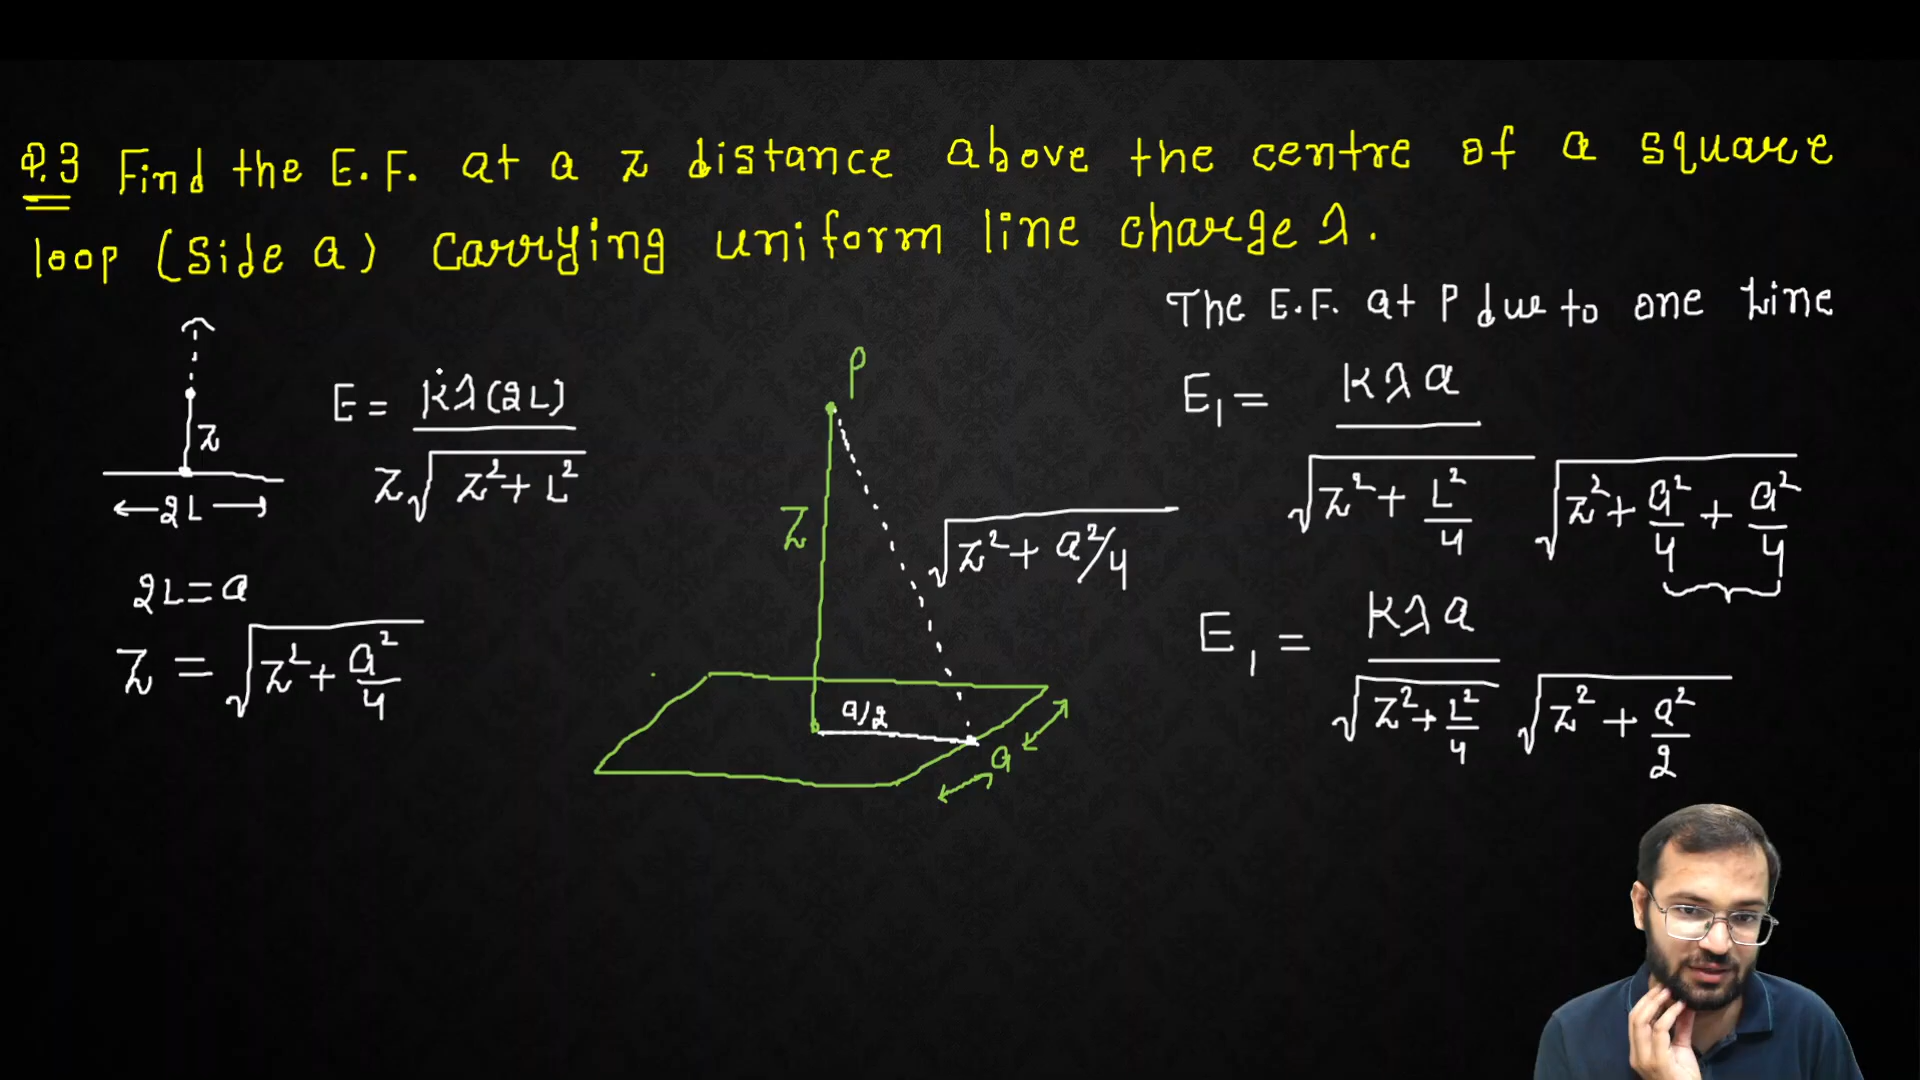 Q.3 Find the E.F. at a z distance above the centre of a square
loop (Side a) carrying uniform line charge λ.
The E.F. at P due to one Line
z
2L
E = Kλ(2L) / z√(z²+L²)
2L = a
z = √(z² + a²/4)
P
z
√(z² + a²/4)
a/2
a
E₁ = Kλa / √(z² + L²/4) √(z² + a²/4 + a²/4)
E₁ = Kλa / √(z² + L²/4) √(z² + a²/2)